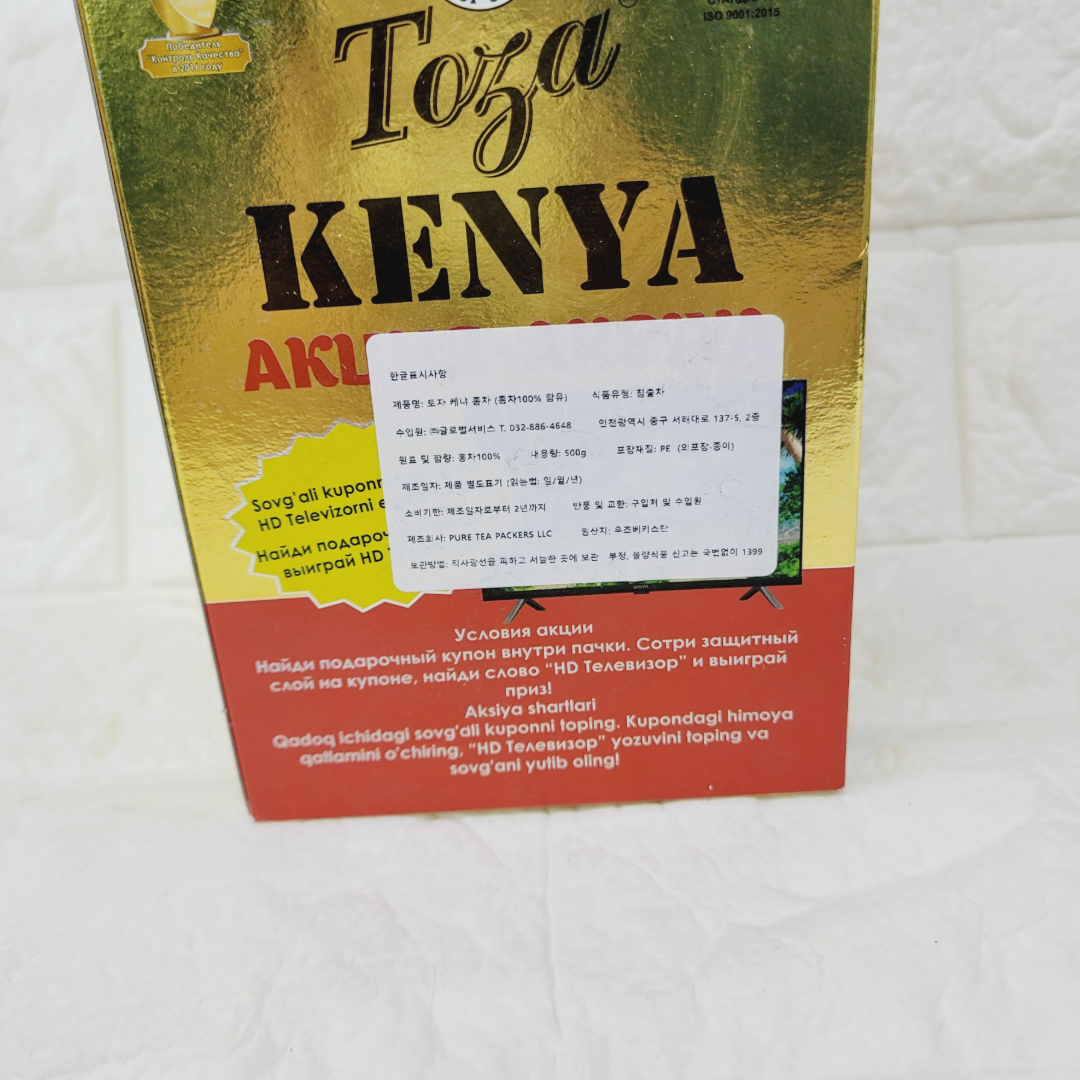 Победитель
"Контроль Качества"
в 2016 году
ISO 9001:2015
Toza
KENYA
한글표시사항
제품명: 토자 케냐 홍차 (홍차100% 함유) 식품유형: 침출차
수입원: ㈜글로벌서비스 T. 032-886-4648 인천광역시 중구 서해대로 137-5, 2층
원료 및 함량: 홍차100% 내용량: 500g 포장재질: PE (외포장-종이)
제조일자: 제품 별도표기 (읽는법: 일/월/년)
소비기한: 제조일자로부터 2년까지 반품 및 교환: 구입처 및 수입원
제조회사: PURE TEA PACKERS LLC 원산지: 우즈베키스탄
보관방법: 직사광선을 피하고 서늘한 곳에 보관 부정, 불량식품 신고는 국번없이 1399
Sovg'ali
HD Televizorni
Найди
выиграй HD
Условия акции
Найди подарочный купон внутри пачки. Сотри защитный
слой на купоне, найди слово "HD Телевизор" и выиграй
приз!
Aksiya shartlari
Qadoq ichidagi sovg'ali kuponni toping. Kupondagi himoya
qatlamini o'chiring, "HD Телевизор" yozuvini toping va
sovg'ani yutib oling!